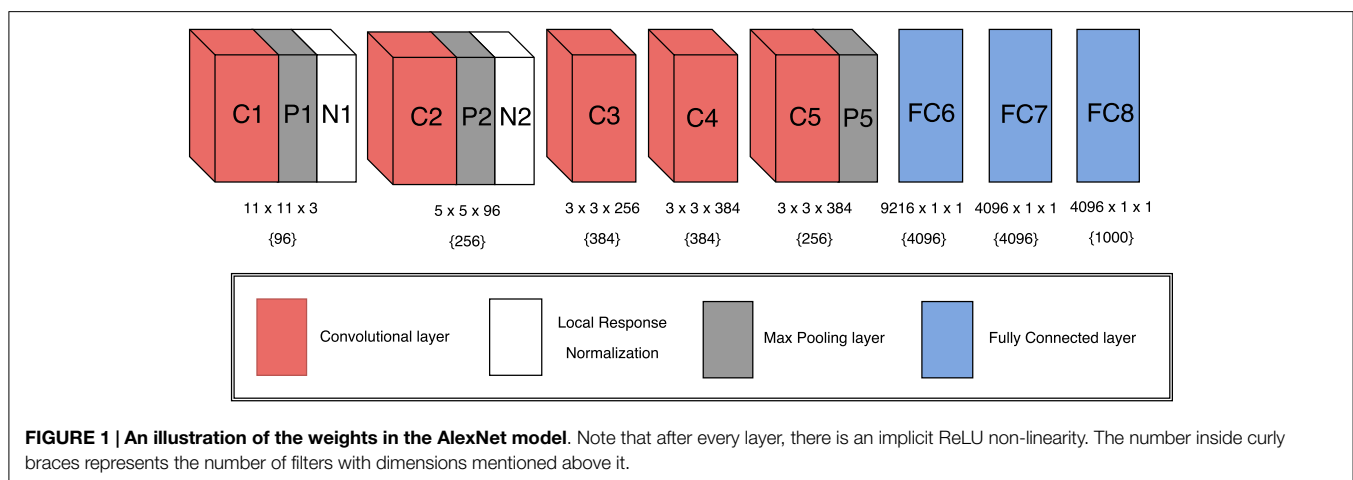 C1 P1 N1 C2 P2 N2 C3 C4 C5 P5 FC6 FC7 FC8
11 x 11 x 3 5 x 5 x 96 3 x 3 x 256 3 x 3 x 384 3 x 3 x 384 9216 x 1 x 1 4096 x 1 x 1 4096 x 1 x 1
{96} {256} {384} {384} {256} {4096} {4096} {1000}
Convolutional layer
Local Response
Normalization
Max Pooling layer
Fully Connected layer
FIGURE 1 | An illustration of the weights in the AlexNet model. Note that after every layer, there is an implicit ReLU non-linearity. The number inside curly
braces represents the number of filters with dimensions mentioned above it.